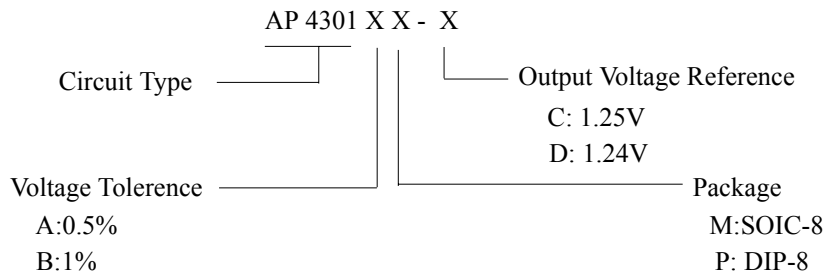 AP 4301 X X - X
Circuit Type
Output Voltage Reference
C: 1.25V
D: 1.24V
Voltage Tolerence
Package
A:0.5%
M:SOIC-8
B:1%
P: DIP-8